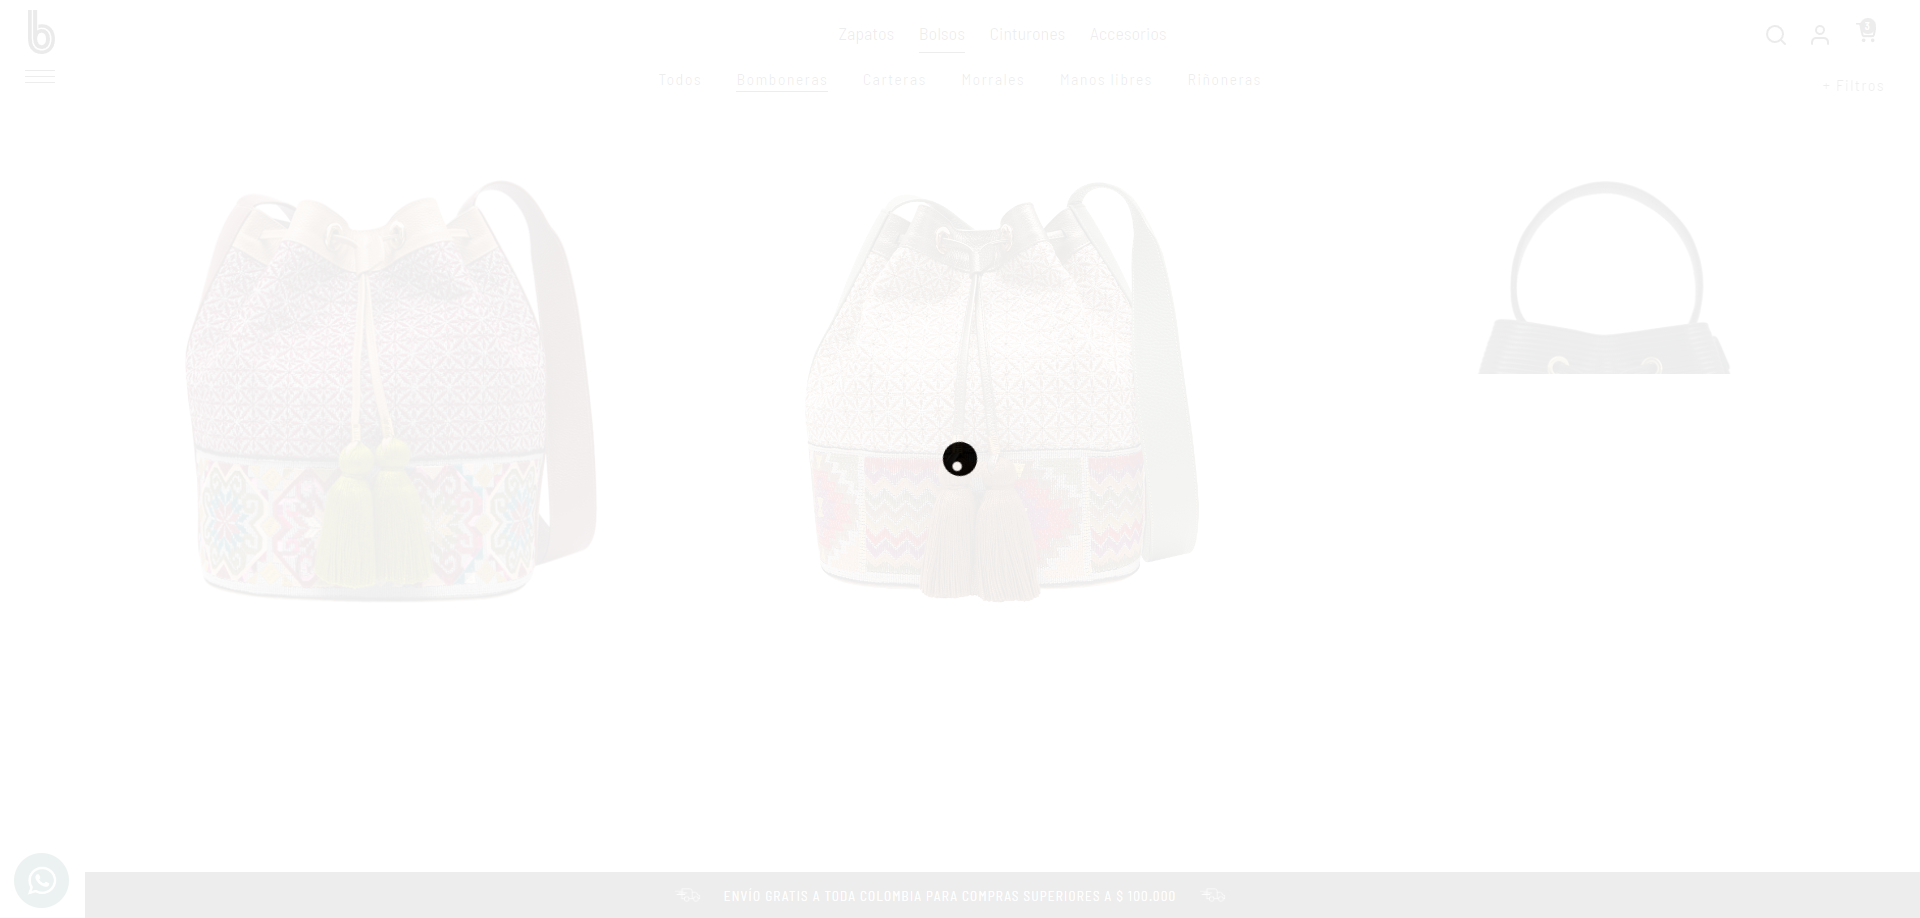 b
Zapatos Bolsos Cinturones Accesorios
3
Todos Bomboneras Carteras Morrales Manos libres Riñoneras
+ Filtros
ENVÍO GRATIS A TODA COLOMBIA PARA COMPRAS SUPERIORES A $ 100.000